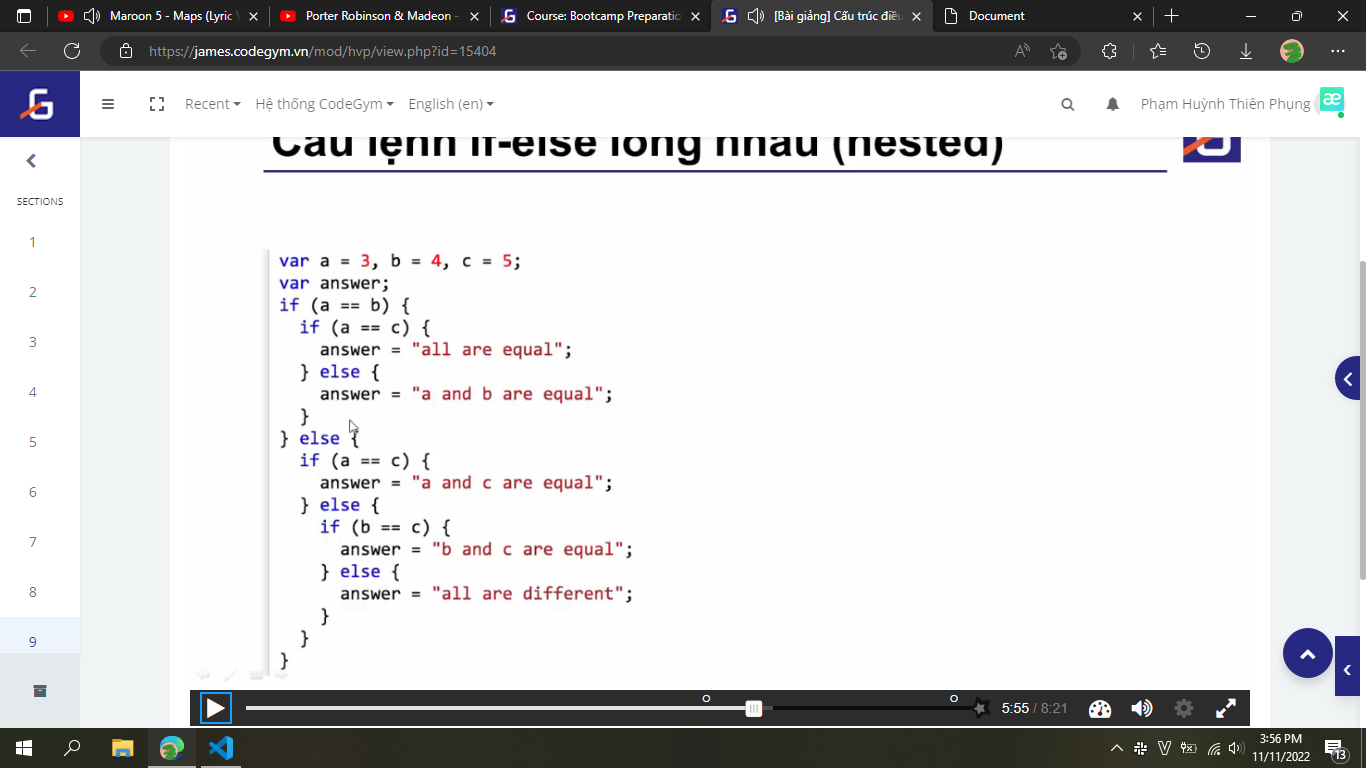 Maroon 5 - Maps (Lyric
Porter Robinson & Madeon -
Course: Bootcamp Preparatio
[Bài giảng] Cấu trúc điều
Document
https://james.codegym.vn/mod/hvp/view.php?id=15404
Recent
Hệ thống CodeGym
English (en)
Phạm Huỳnh Thiên Phụng
æ
SECTIONS
1
2
3
4
5
6
7
8
9
Câu lệnh if-else lồng nhau (nested)
var a = 3, b = 4, c = 5;
var answer;
if (a == b) {
if (a == c) {
answer = "all are equal";
} else {
answer = "a and b are equal";
}
} else {
if (a == c) {
answer = "a and c are equal";
} else {
if (b == c) {
answer = "b and c are equal";
} else {
answer = "all are different";
}
}
}
5:55 / 8:21
3:56 PM
11/11/2022
13